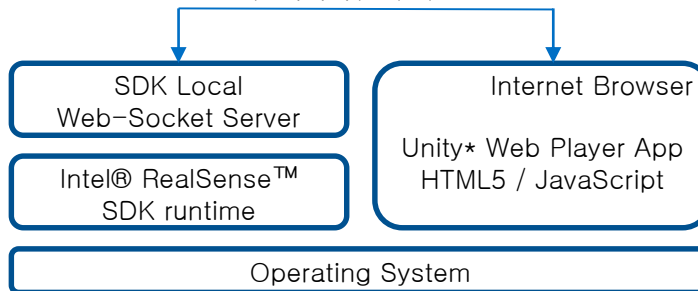 SDK Local
Web-Socket Server
Intel® RealSense™
SDK runtime
Internet Browser
Unity* Web Player App
HTML5 / JavaScript
Operating System